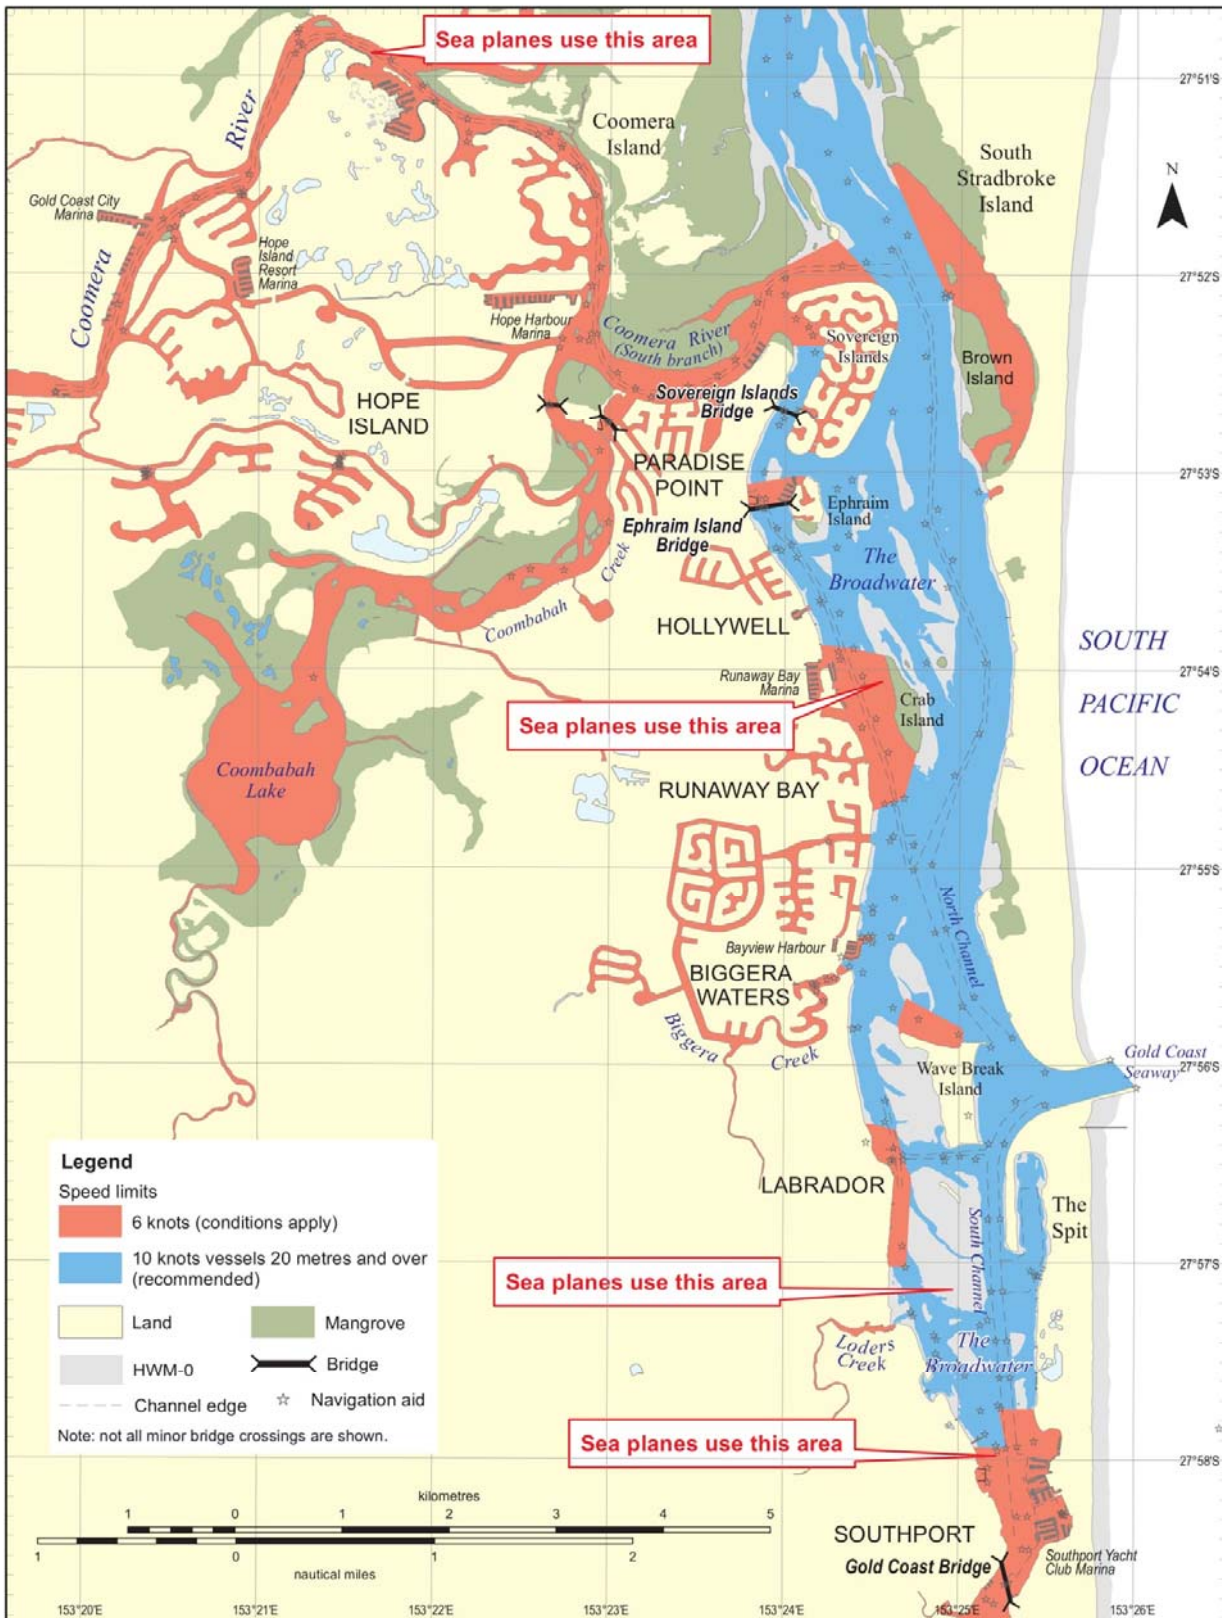 Sea planes use this area
27°51'S
Coomera
Island
River
South
Stradbroke
Island
N
Gold Coast City
Marina
Hope
Island
Resort
Marina
Coomera
27°52'S
Hope Harbour
Marina
Coomera River
(South branch)
Sovereign
Islands
Brown
Island
Sovereign Islands
Bridge
HOPE
ISLAND
PARADISE
POINT
27°53'S
Ephraim Island
Bridge
Ephraim
Island
The
Broadwater
Creek
Coombabah
HOLLYWELL
SOUTH
PACIFIC
OCEAN
27°54'S
Runaway Bay
Marina
Crab
Island
Sea planes use this area
Coombabah
Lake
RUNAWAY BAY
27°55'S
North Channel
Bayview Harbour
BIGGERA
WATERS
Biggera
Creek
Gold Coast
Seaway
27°56'S
Wave Break
Island
LABRADOR
The
Spit
South Channel
27°57'S
Sea planes use this area
Loders
Creek
The
Broadwater
Sea planes use this area
27°58'S
Legend
Speed limits
6 knots (conditions apply)
10 knots vessels 20 metres and over
(recommended)
Land
Mangrove
HWM-0
Bridge
Channel edge
Navigation aid
Note: not all minor bridge crossings are shown.
kilometres
1 0 1 2 3 4 5
1 0 1 2
nautical miles
SOUTHPORT
Gold Coast Bridge
Southport Yacht
Club Marina
153°20'E 153°21'E 153°22'E 153°23'E 153°24'E 153°25'E 153°26'E